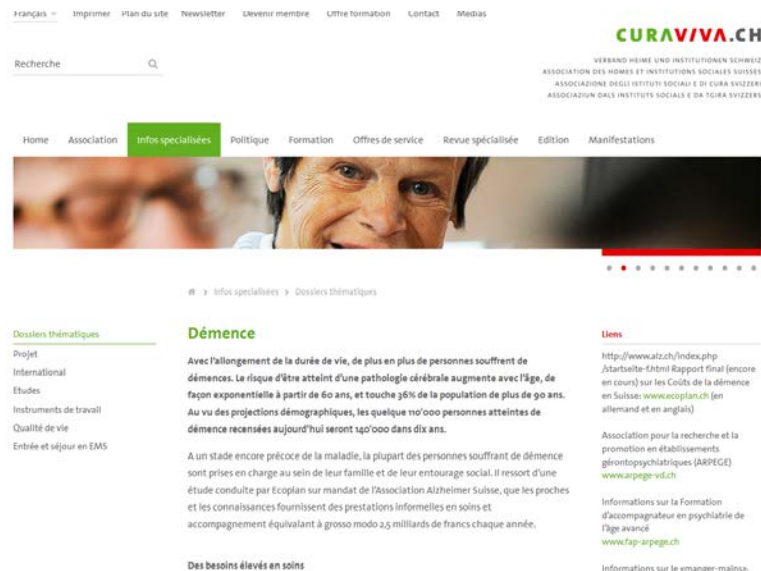 Français Imprimer Plan du site Newsletter Devenir membre Offre formation Contact Médias
CURAVIVA.CH
VERBAND HEIME UND INSTITUTIONEN SCHWEIZ
ASSOCIATION DES HOMES ET INSTITUTIONS SOCIALES SUISSES
ASSOCIAZIONE DEGLI ISTITUTI SOCIALI E DI CURA SVIZZERI
ASSOCIAZIUN DALS INSTITUTS SOCIALS E DA TGIRA SVIZZERS
Recherche
Home Association Infos specialisées Politique Formation Offres de service Revue spécialisée Edition Manifestations
> Infos specialisées > Dossiers thématiques
Dossiers thématiques
Projet
International
Etudes
Instruments de travail
Qualité de vie
Entrée et séjour en EMS
Démence
Avec l'allongement de la durée de vie, de plus en plus de personnes souffrent de
démences. Le risque d'être atteint d'une pathologie cérébrale augmente avec l'âge, de
façon exponentielle à partir de 60 ans, et touche 36% de la population de plus de 90 ans.
Au vu des projections démographiques, les quelque 110'000 personnes atteintes de
démence recensées aujourd'hui seront 140'000 dans dix ans.
A un stade encore précoce de la maladie, la plupart des personnes souffrant de démence
sont prises en charge au sein de leur famille et de leur entourage social. Il ressort d'une
étude conduite par Ecoplan sur mandat de l'Association Alzheimer Suisse, que les proches
et les connaissances fournissent des prestations informelles en soins et
accompagnement équivalant à grosso modo 2,5 milliards de francs chaque année.
Des besoins élevés en soins
Liens
http://www.alz.ch/index.php
/startseite-f.html Rapport final (encore
en cours) sur les Coûts de la démence
en Suisse: www.ecoplan.ch (en
allemand et en anglais)
Association pour la recherche et la
promotion en établissements
gérontopsychiatriques (ARPEGE)
www.arpege-vd.ch
Informations sur la Formation
d'accompagnateur en psychiatrie de
l'âge avancé
www.fap-arpege.ch
Informations sur le «manger-mains»,